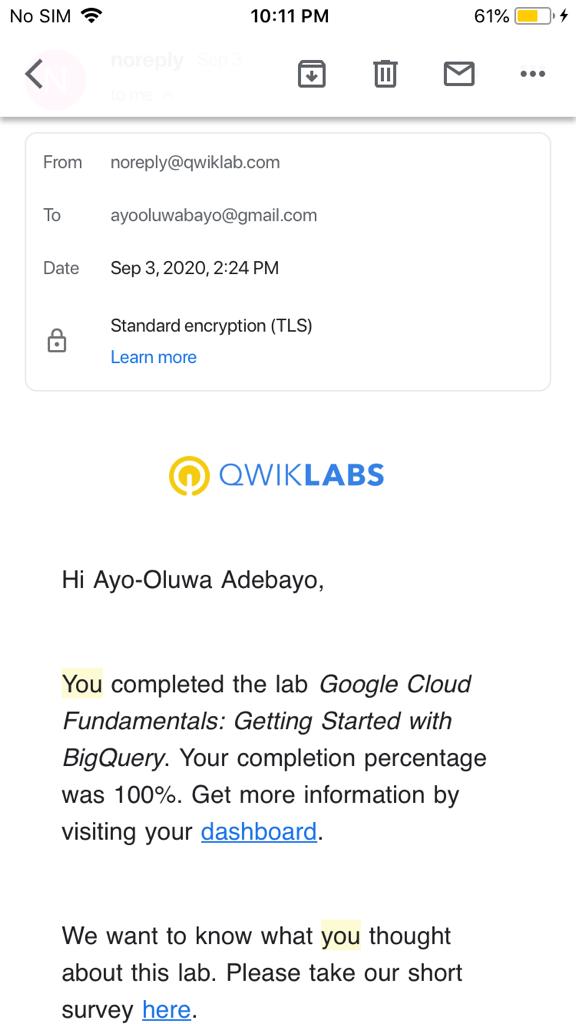 No SIM 10:11 PM 61%
noreply Sep 3
to me
From noreply@qwiklab.com
To ayooluwabayo@gmail.com
Date Sep 3, 2020, 2:24 PM
Standard encryption (TLS)
Learn more
QWIKLABS
Hi Ayo-Oluwa Adebayo,
You completed the lab Google Cloud
Fundamentals: Getting Started with
BigQuery. Your completion percentage
was 100%. Get more information by
visiting your dashboard.
We want to know what you thought
about this lab. Please take our short
survey here.